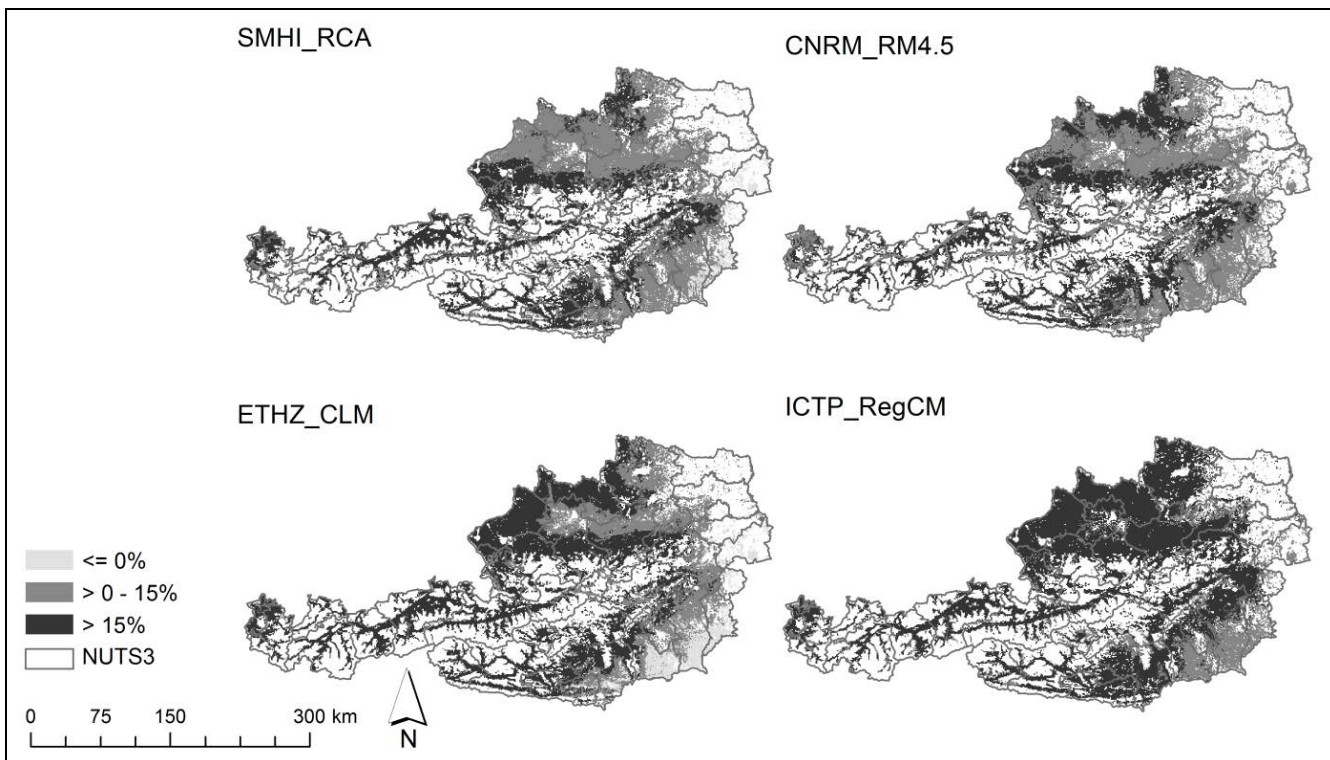 SMHI_RCA
CNRM_RM4.5
ETHZ_CLM
ICTP_RegCM
<= 0%
> 0 - 15%
> 15%
NUTS3
0 75 150 300 km
N